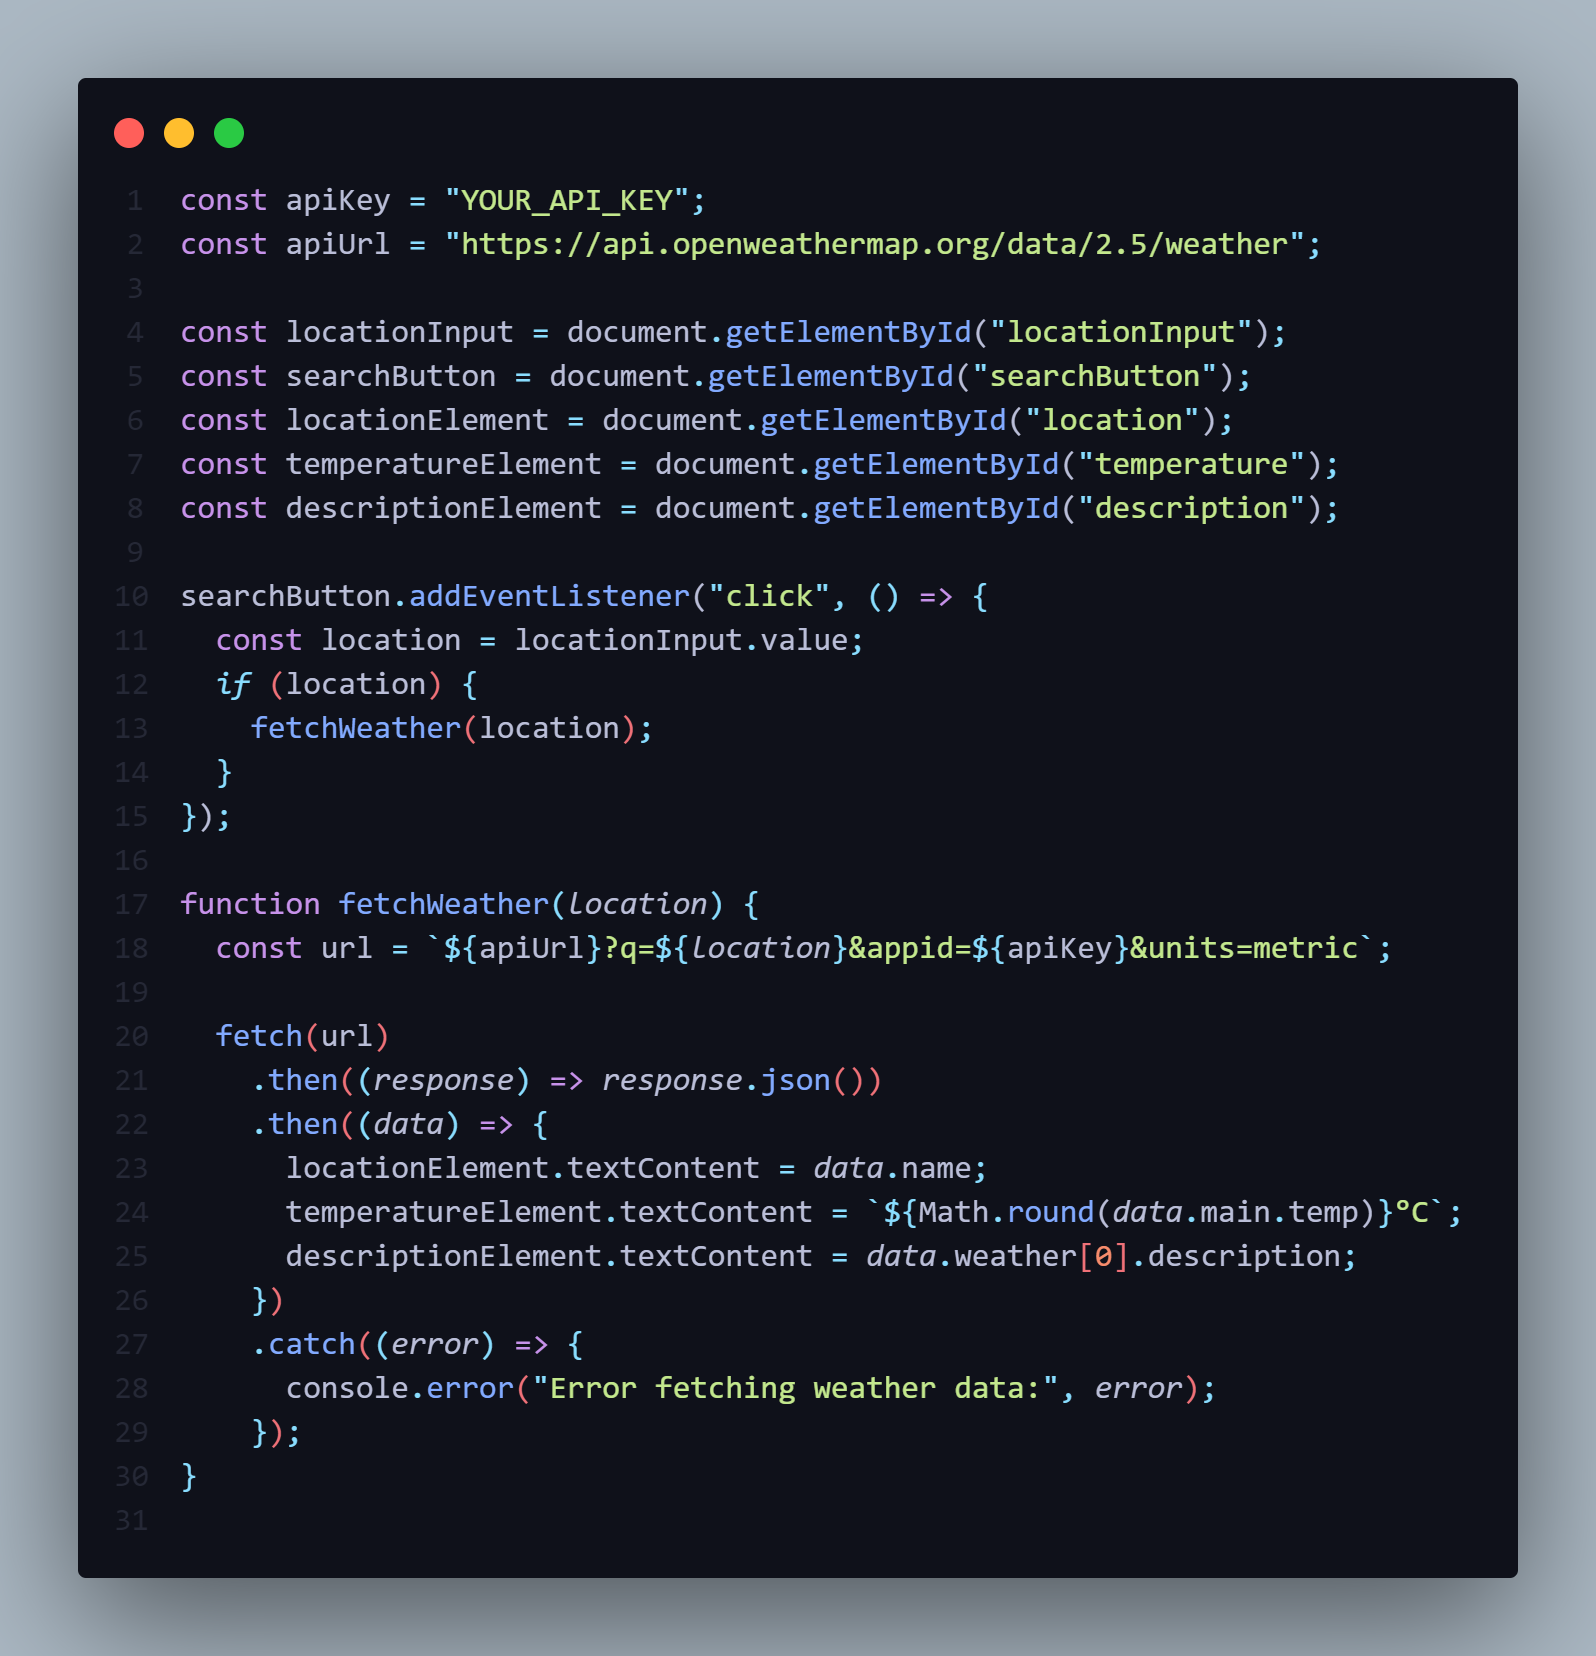 1 const apiKey = "YOUR_API_KEY";
2 const apiUrl = "https://api.openweathermap.org/data/2.5/weather";
3
4 const locationInput = document.getElementById("locationInput");
5 const searchButton = document.getElementById("searchButton");
6 const locationElement = document.getElementById("location");
7 const temperatureElement = document.getElementById("temperature");
8 const descriptionElement = document.getElementById("description");
9
10 searchButton.addEventListener("click", () => {
11   const location = locationInput.value;
12   if (location) {
13     fetchWeather(location);
14   }
15 });
16
17 function fetchWeather(location) {
18   const url = `${apiUrl}?q=${location}&appid=${apiKey}&units=metric`;
19
20   fetch(url)
21     .then((response) => response.json())
22     .then((data) => {
23       locationElement.textContent = data.name;
24       temperatureElement.textContent = `${Math.round(data.main.temp)}°C`;
25       descriptionElement.textContent = data.weather[0].description;
26     })
27     .catch((error) => {
28       console.error("Error fetching weather data:", error);
29     });
30 }
31